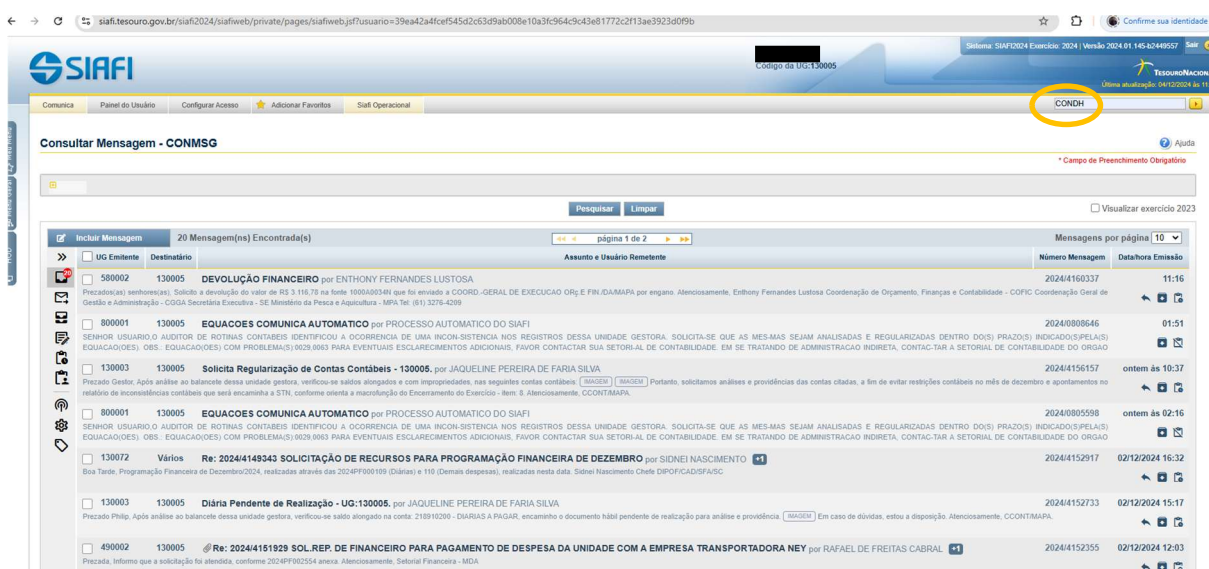 siafi.tesouro.gov.br/siafi2024/siafiweb/private/pages/siafiweb.jsf?usuario=39ea42a4fcef545d2c63d9ab008e10a3fc964c9c43e81772c2f13ae3923d0f9b
Confirme sua identidade
SIAFI
Sistema: SIAFI2024 Exercício: 2024 | Versão 2024.01.145-b2449557 Sair
Código da UG:130005
TESOURONACIONA
Última atualização: 04/12/2024 às 11
Comunica Painel do Usuário Configurar Acesso Adicionar Favoritos Siafi Operacional CONDH
Consultar Mensagem - CONMSG
Ajuda
* Campo de Preenchimento Obrigatório
Pesquisar Limpar
Visualizar exercício 2023
Incluir Mensagem 20 Mensagem(ns) Encontrada(s) página 1 de 2 Mensagens por página 10
UG Emitente Destinatário Assunto e Usuário Remetente Número Mensagem Data/hora Emissão
20
580002 130005 DEVOLUÇÃO FINANCEIRO por ENTHONY FERNANDES LUSTOSA 2024/4160337 11:16
Prezados(as) senhores(as), Solicito a devolução do valor de R$ 3.116,78 na fonte 1000A0034N que foi enviado a COORD.-GERAL DE EXECUCAO ORç.E FIN./DA/MAPA por engano. Atenciosamente, Enthony Fernandes Lustosa Coordenação de Orçamento, Finanças e Contabilidade - COFIC Coordenação Geral de
Gestão e Administração - CGGA Secretária Executiva - SE Ministério da Pesca e Aquicultura - MPA Tel: (61) 3276-4209
800001 130005 EQUACOES COMUNICA AUTOMATICO por PROCESSO AUTOMATICO DO SIAFI 2024/0808646 01:51
SENHOR USUARIO,O AUDITOR DE ROTINAS CONTABEIS IDENTIFICOU A OCORRENCIA DE UMA INCON-SISTENCIA NOS REGISTROS DESSA UNIDADE GESTORA. SOLICITA-SE QUE AS MES-MAS SEJAM ANALISADAS E REGULARIZADAS DENTRO DO(S) PRAZO(S) INDICADO(S)PELA(S)
EQUACAO(OES). OBS.: EQUACAO(OES) COM PROBLEMA(S):0029,0063 PARA EVENTUAIS ESCLARECIMENTOS ADICIONAIS, FAVOR CONTACTAR SUA SETORI-AL DE CONTABILIDADE. EM SE TRATANDO DE ADMINISTRACAO INDIRETA, CONTAC-TAR A SETORIAL DE CONTABILIDADE DO ORGAO
130003 130005 Solicita Regularização de Contas Contábeis - 130005. por JAQUELINE PEREIRA DE FARIA SILVA 2024/4156157 ontem às 10:37
Prezado Gestor, Após análise ao balancete dessa unidade gestora, verificou-se saldos alongados e com impropriedades, nas seguintes contas contábeis: IMAGEM IMAGEM Portanto, solicitamos análises e providências das contas citadas, a fim de evitar restrições contábeis no mês de dezembro e apontamentos no
relatório de inconsistências contábeis que será encaminha a STN, conforme orienta a macrofunção do Encerramento do Exercício - item: 8. Atenciosamente, CCONT/MAPA.
800001 130005 EQUACOES COMUNICA AUTOMATICO por PROCESSO AUTOMATICO DO SIAFI 2024/0805598 ontem às 02:16
SENHOR USUARIO,O AUDITOR DE ROTINAS CONTABEIS IDENTIFICOU A OCORRENCIA DE UMA INCON-SISTENCIA NOS REGISTROS DESSA UNIDADE GESTORA. SOLICITA-SE QUE AS MES-MAS SEJAM ANALISADAS E REGULARIZADAS DENTRO DO(S) PRAZO(S) INDICADO(S)PELA(S)
EQUACAO(OES). OBS.: EQUACAO(OES) COM PROBLEMA(S):0029,0063 PARA EVENTUAIS ESCLARECIMENTOS ADICIONAIS, FAVOR CONTACTAR SUA SETORI-AL DE CONTABILIDADE. EM SE TRATANDO DE ADMINISTRACAO INDIRETA, CONTAC-TAR A SETORIAL DE CONTABILIDADE DO ORGAO
130072 Vários Re: 2024/4149343 SOLICITAÇÃO DE RECURSOS PARA PROGRAMAÇÃO FINANCEIRA DE DEZEMBRO por SIDNEI NASCIMENTO +1 2024/4152917 02/12/2024 16:32
Boa Tarde, Programação Financeira de Dezembro/2024, realizadas através das 2024PF000109 (Diárias) e 110 (Demais despesas), realizadas nesta data. Sidnei Nascimento Chefe DIPOF/CAD/SFA/SC
130003 130005 Diária Pendente de Realização - UG:130005. por JAQUELINE PEREIRA DE FARIA SILVA 2024/4152733 02/12/2024 15:17
Prezado Philip, Após análise ao balancete dessa unidade gestora, verificou-se saldo alongado na conta: 218910200 - DIARIAS A PAGAR, encaminho o documento hábil pendente de realização para análise e providência. IMAGEM Em caso de dúvidas, estou a disposição. Atenciosamente, CCONT/MAPA.
490002 130005 Re: 2024/4151929 SOL.REP. DE FINANCEIRO PARA PAGAMENTO DE DESPESA DA UNIDADE COM A EMPRESA TRANSPORTADORA NEY por RAFAEL DE FREITAS CABRAL +1 2024/4152355 02/12/2024 12:03
Prezada, Informo que a solicitação foi atendida, conforme 2024PF002554 anexa. Atenciosamente, Setorial Financeira - MDA